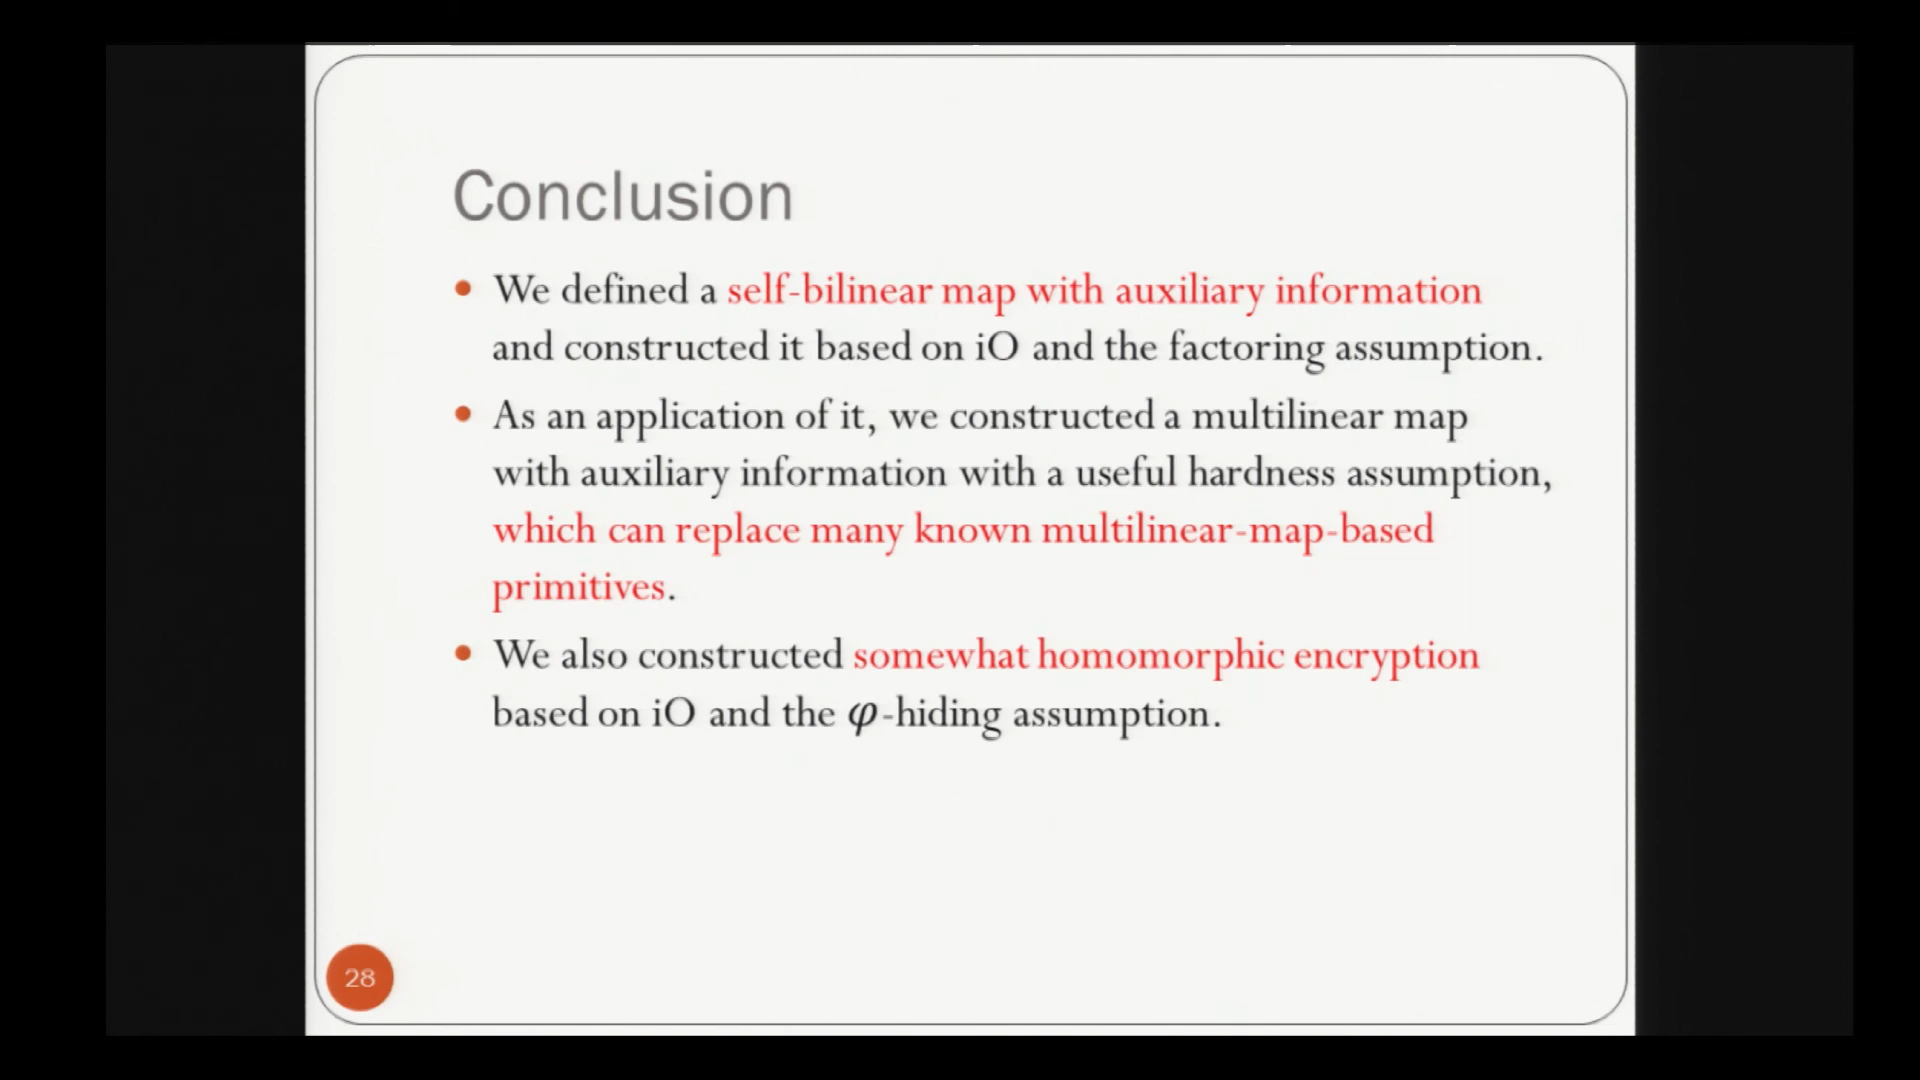 Conclusion
We defined a self-bilinear map with auxiliary information
and constructed it based on iO and the factoring assumption.
As an application of it, we constructed a multilinear map
with auxiliary information with a useful hardness assumption,
which can replace many known multilinear-map-based
primitives.
We also constructed somewhat homomorphic encryption
based on iO and the φ-hiding assumption.
28